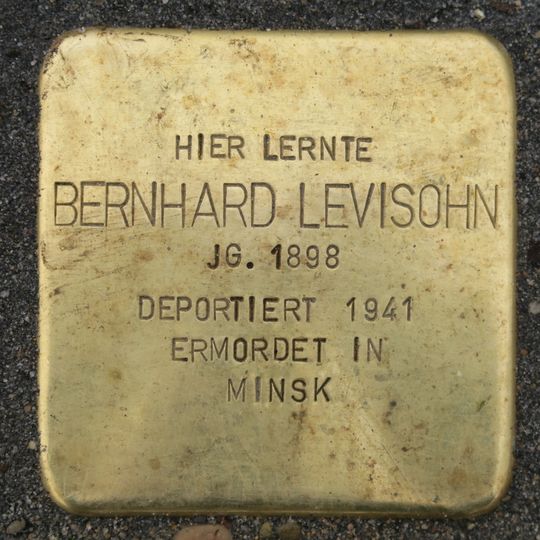 HIER LERNTE
BERNHARD LEVISOHN
JG. 1898
DEPORTIERT 1941
ERMORDET IN
MINSK